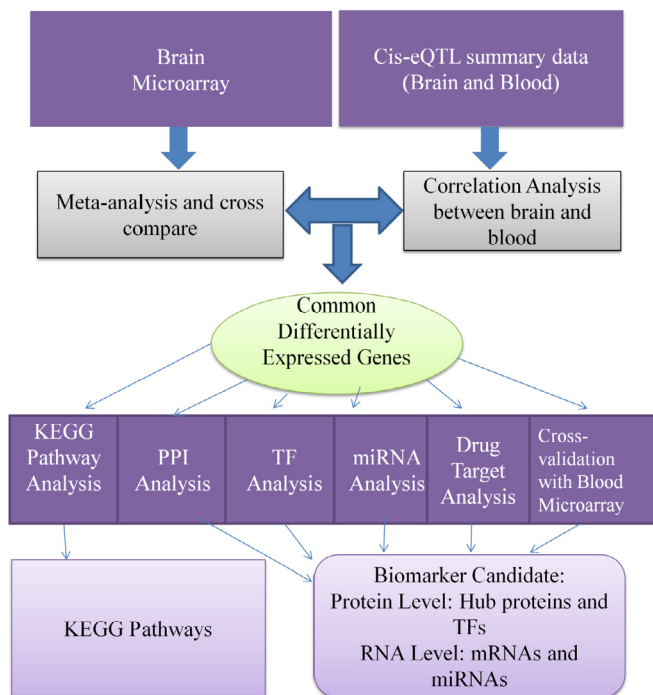 Brain
Microarray
Cis-eQTL summary data
(Brain and Blood)
Meta-analysis and cross
compare
Correlation Analysis
between brain and
blood
Common
Differentially
Expressed Genes
KEGG
Pathway
Analysis
PPI
Analysis
TF
Analysis
miRNA
Analysis
Drug
Target
Analysis
Cross-
validation
with Blood
Microarray
KEGG Pathways
Biomarker Candidate:
Protein Level: Hub proteins and
TFs
RNA Level: mRNAs and
miRNAs